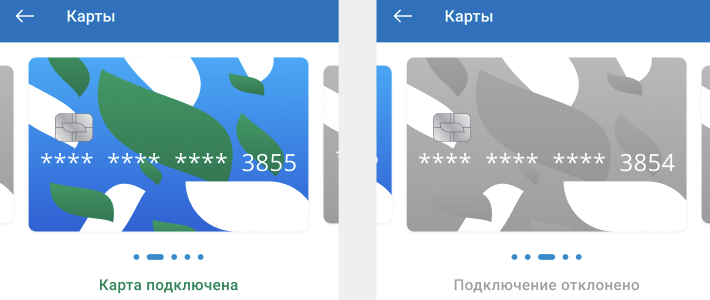 Карты
**** **** **** 3855
Карта подключена
Карты
**** **** **** 3854
Подключение отклонено